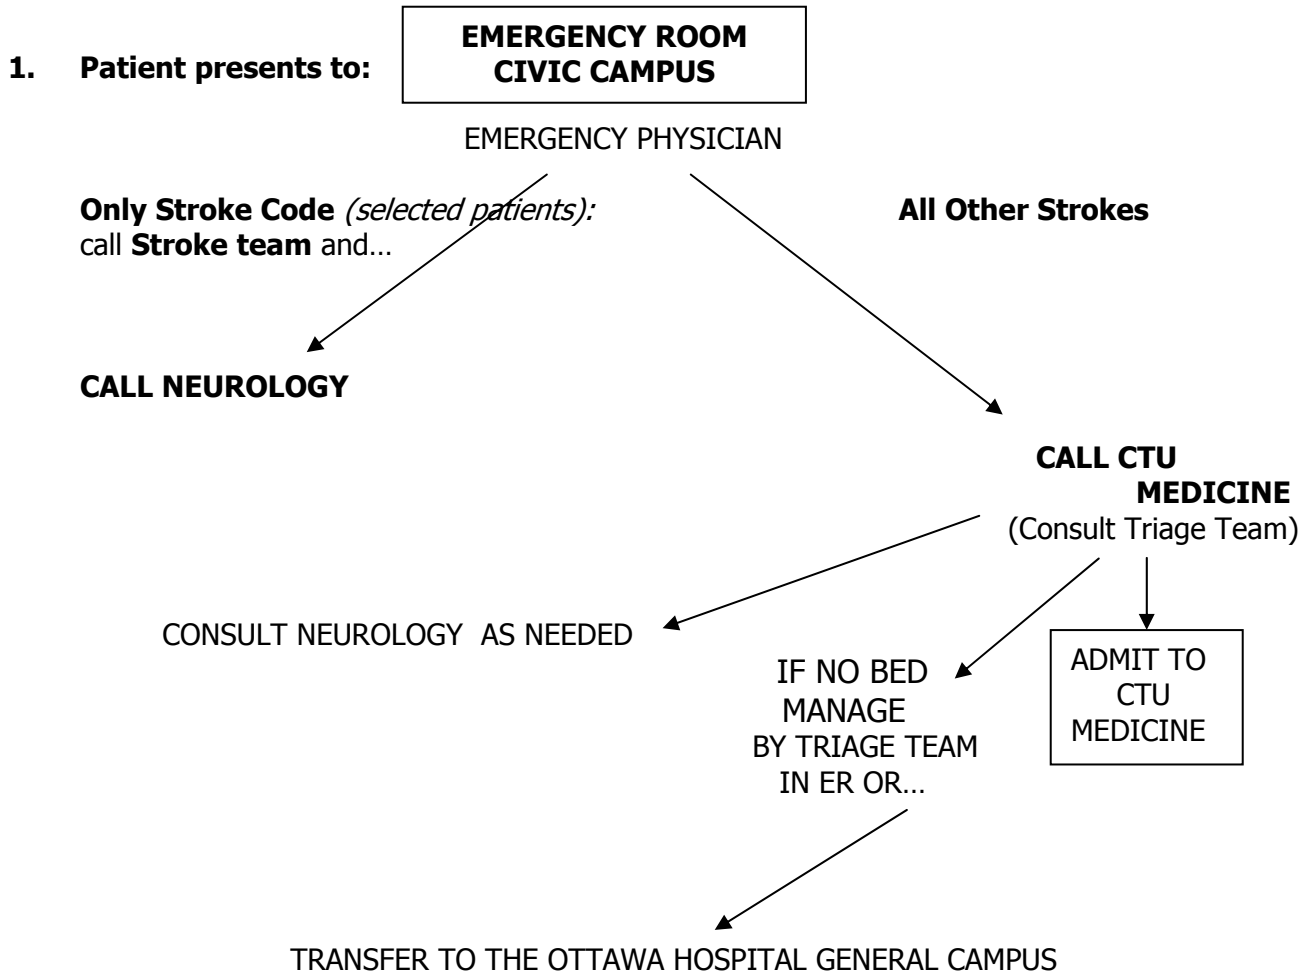 EMERGENCY ROOM
CIVIC CAMPUS
1. Patient presents to:
EMERGENCY PHYSICIAN
Only Stroke Code (selected patients):
call Stroke team and…
All Other Strokes
CALL NEUROLOGY
CALL CTU
MEDICINE
(Consult Triage Team)
CONSULT NEUROLOGY AS NEEDED
IF NO BED
MANAGE
BY TRIAGE TEAM
IN ER OR…
ADMIT TO
CTU
MEDICINE
TRANSFER TO THE OTTAWA HOSPITAL GENERAL CAMPUS